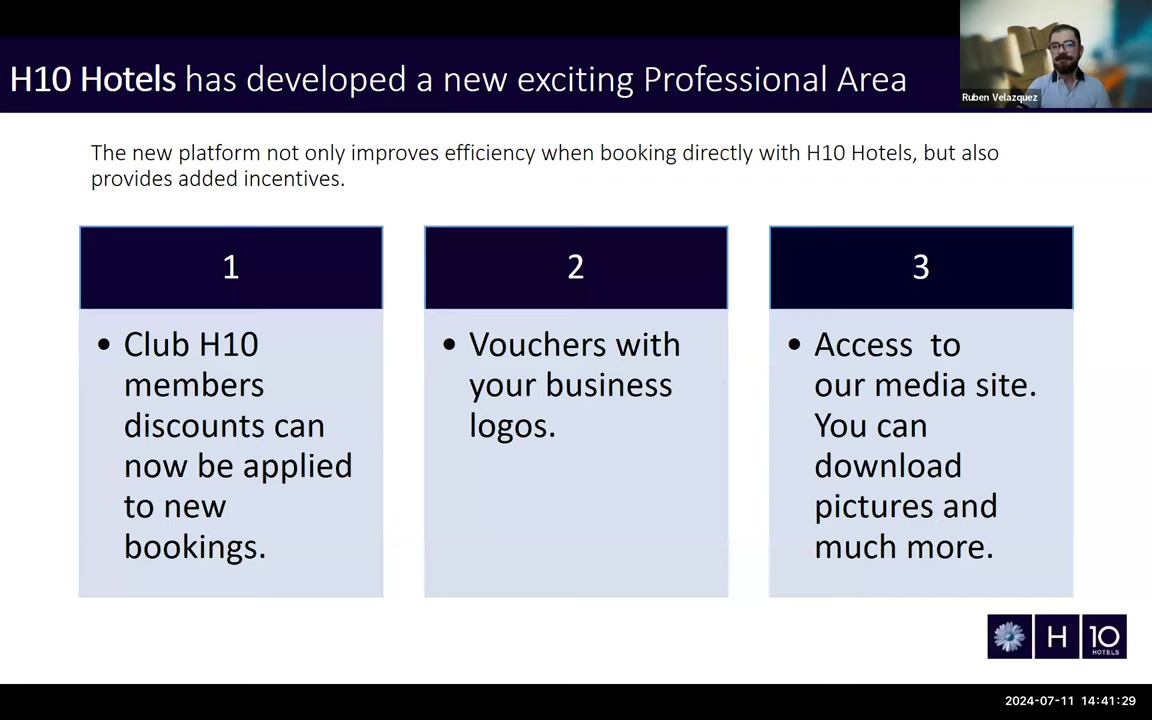 H10 Hotels has developed a new exciting Professional Area
Ruben Velazquez
The new platform not only improves efficiency when booking directly with H10 Hotels, but also
provides added incentives.
1
• Club H10
members
discounts can
now be applied
to new
bookings.
2
• Vouchers with
your business
logos.
3
• Access  to
our media site.
You can
download
pictures and
much more.
H 10
HOTELS
2024-07-11 14:41:29